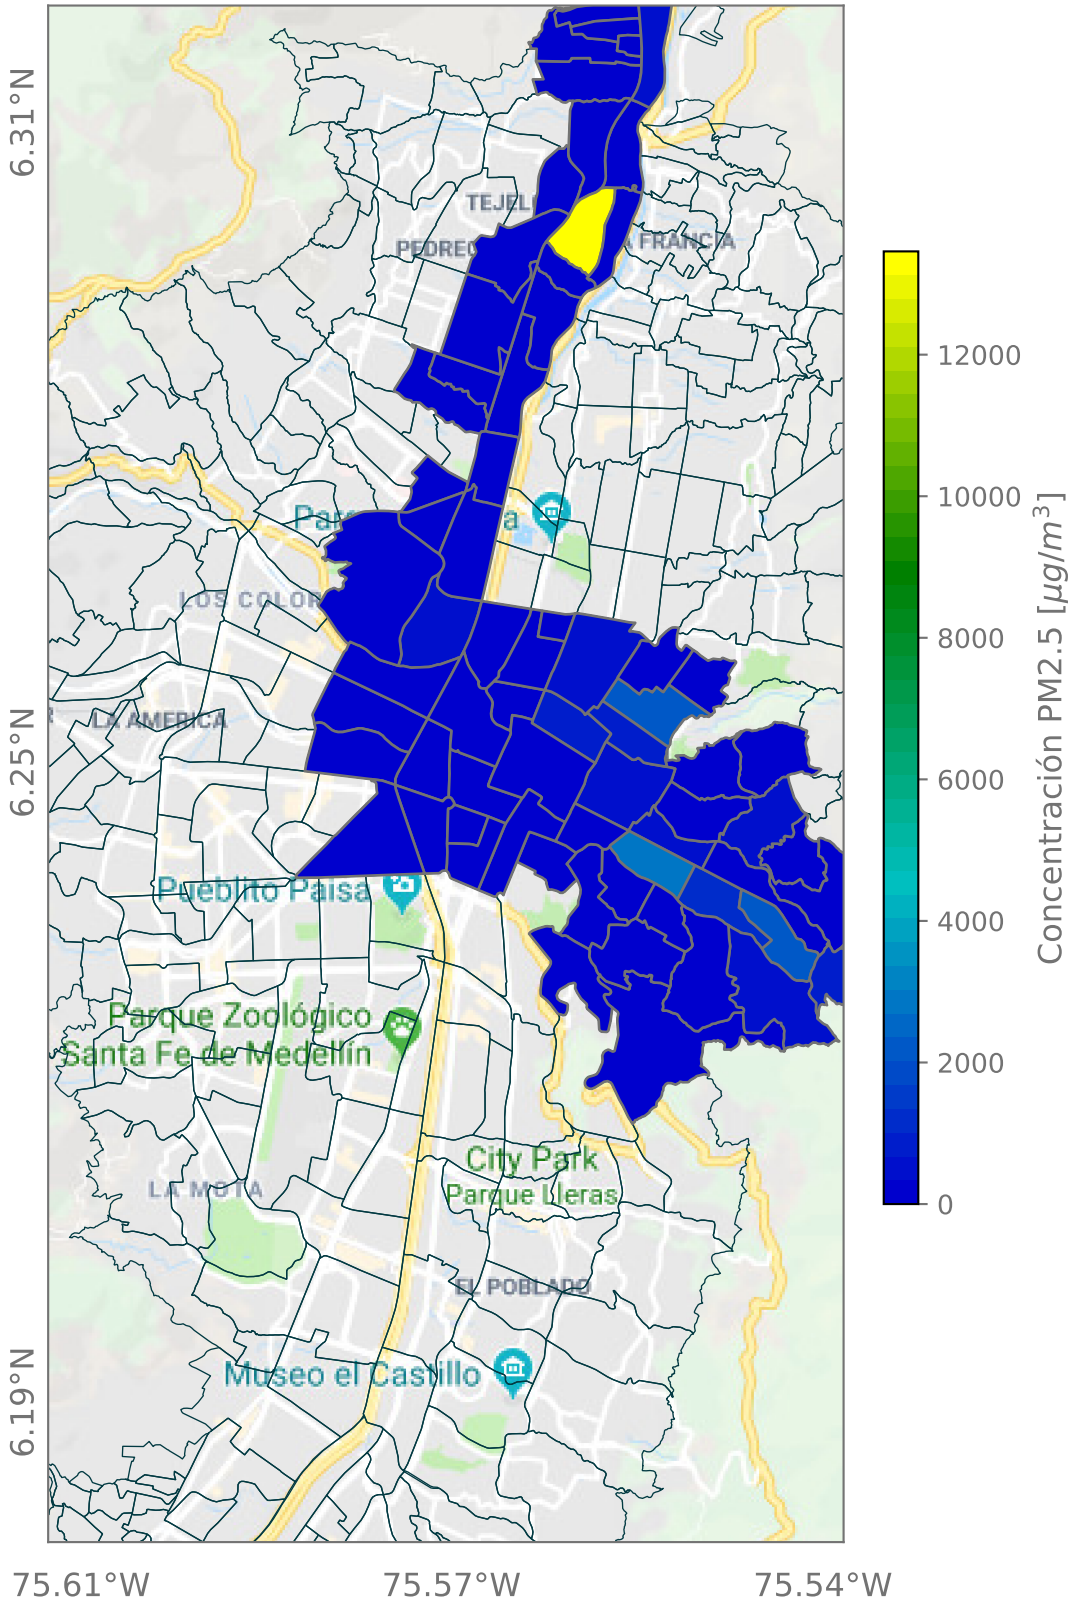 6.31°N
TEJEL
PEDREC
A FRANCIA
12000
Par
a
10000
LOS COLOR
8000
Concentración PM2.5 [μg/m³]
6.25°N
LA AMERICA
6000
Pueblito Paisa
4000
Parque Zoológico
Santa Fe de Medellín
2000
City Park
Parque Lleras
LA MOTA
0
EL POBLADO
Museo el Castillo
6.19°N
75.61°W
75.57°W
75.54°W